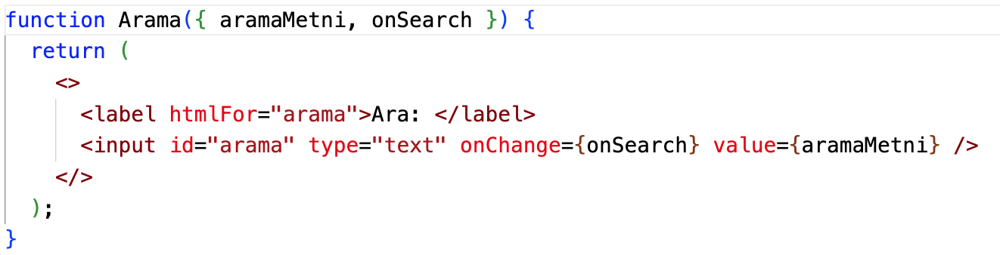 function Arama({ aramaMetni, onSearch }) {
  return (
    <>
      <label htmlFor="arama">Ara: </label>
      <input id="arama" type="text" onChange={onSearch} value={aramaMetni} />
    </>
  );
}